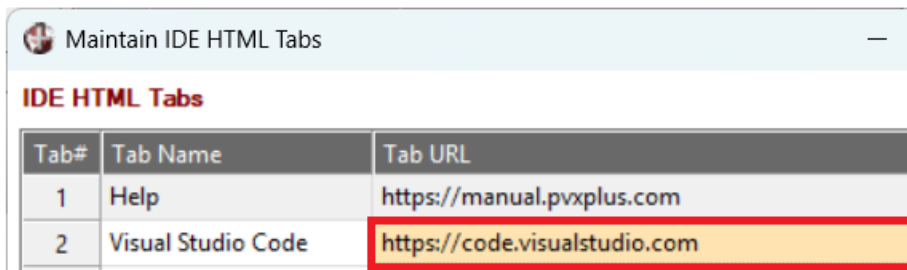 Maintain IDE HTML Tabs
IDE HTML Tabs
Tab# Tab Name Tab URL
1 Help https://manual.pvxplus.com
2 Visual Studio Code https://code.visualstudio.com